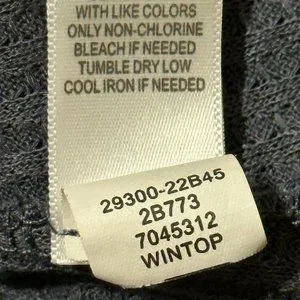 WITH LIKE COLORS
ONLY NON-CHLORINE
BLEACH IF NEEDED
TUMBLE DRY LOW
COOL IRON IF NEEDED
29300-22B45
2B773
7045312
WINTOP